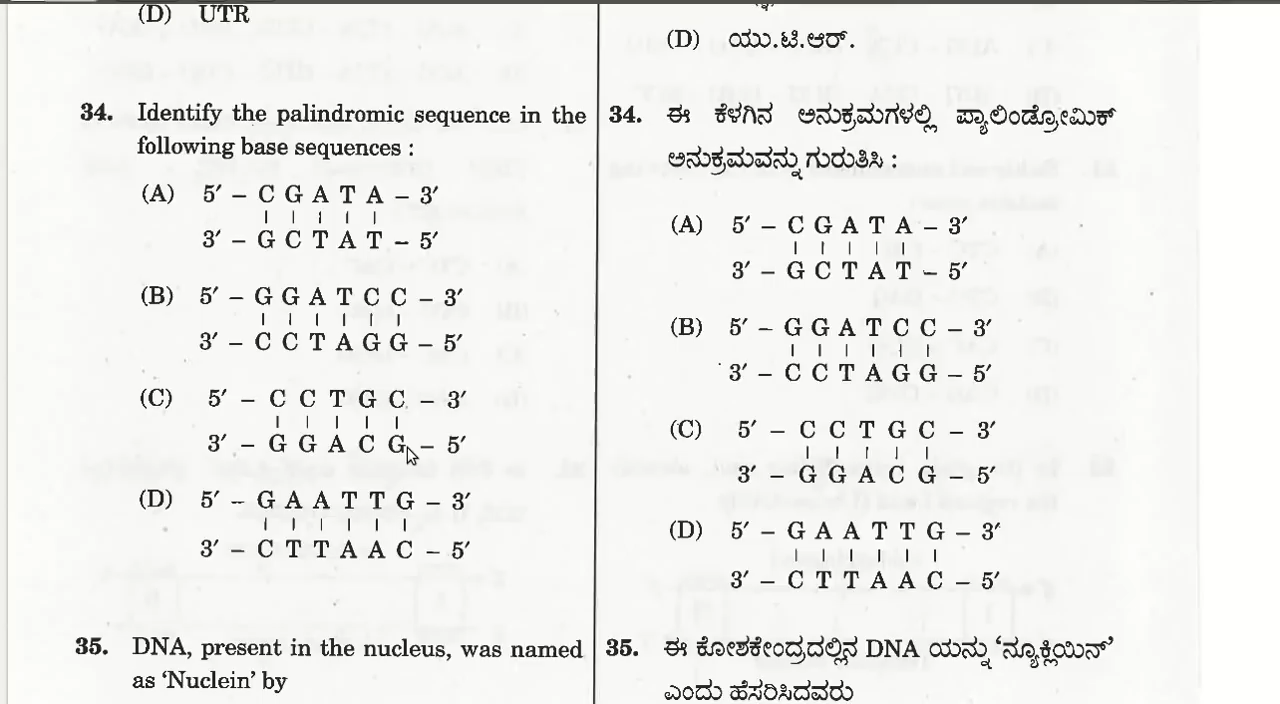 (D) UTR
34. Identify the palindromic sequence in the
following base sequences :
(A) 5′ – C G A T A – 3′
| | | | |
3′ – G C T A T – 5′
(B) 5′ – G G A T C C – 3′
| | | | | |
3′ – C C T A G G – 5′
(C) 5′ – C C T G C – 3′
| | | | |
3′ – G G A C G – 5′
(D) 5′ – G A A T T G – 3′
| | | | | |
3′ – C T T A A C – 5′
35. DNA, present in the nucleus, was named
as ‘Nuclein’ by
(D) ಯು.ಟಿ.ಆರ್.
34. ಈ ಕೆಳಗಿನ ಅನುಕ್ರಮಗಳಲ್ಲಿ ಪ್ಯಾಲಿಂಡ್ರೋಮಿಕ್
ಅನುಕ್ರಮವನ್ನು ಗುರುತಿಸಿ :
(A) 5′ – C G A T A – 3′
| | | | |
3′ – G C T A T – 5′
(B) 5′ – G G A T C C – 3′
| | | | | |
3′ – C C T A G G – 5′
(C) 5′ – C C T G C – 3′
| | | | |
3′ – G G A C G – 5′
(D) 5′ – G A A T T G – 3′
| | | | | |
3′ – C T T A A C – 5′
35. ಈ ಕೋಶಕೇಂದ್ರದಲ್ಲಿನ DNA ಯನ್ನು ‘ನ್ಯೂಕ್ಲಿಯಿನ್’
ಎಂದು ಹೆಸರಿಸಿದವರು